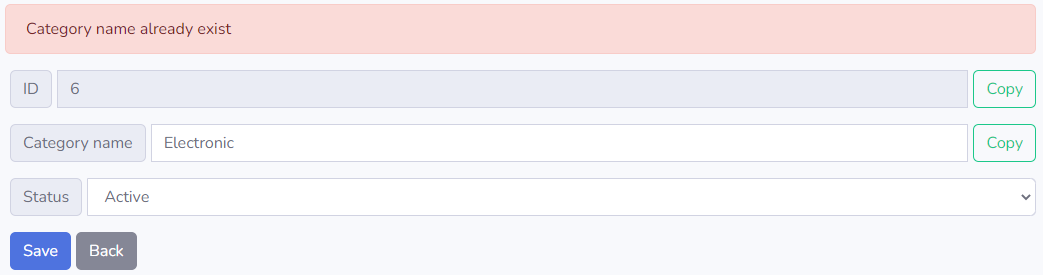 Category name already exist
ID 6 Copy
Category name Electronic Copy
Status Active
Save Back